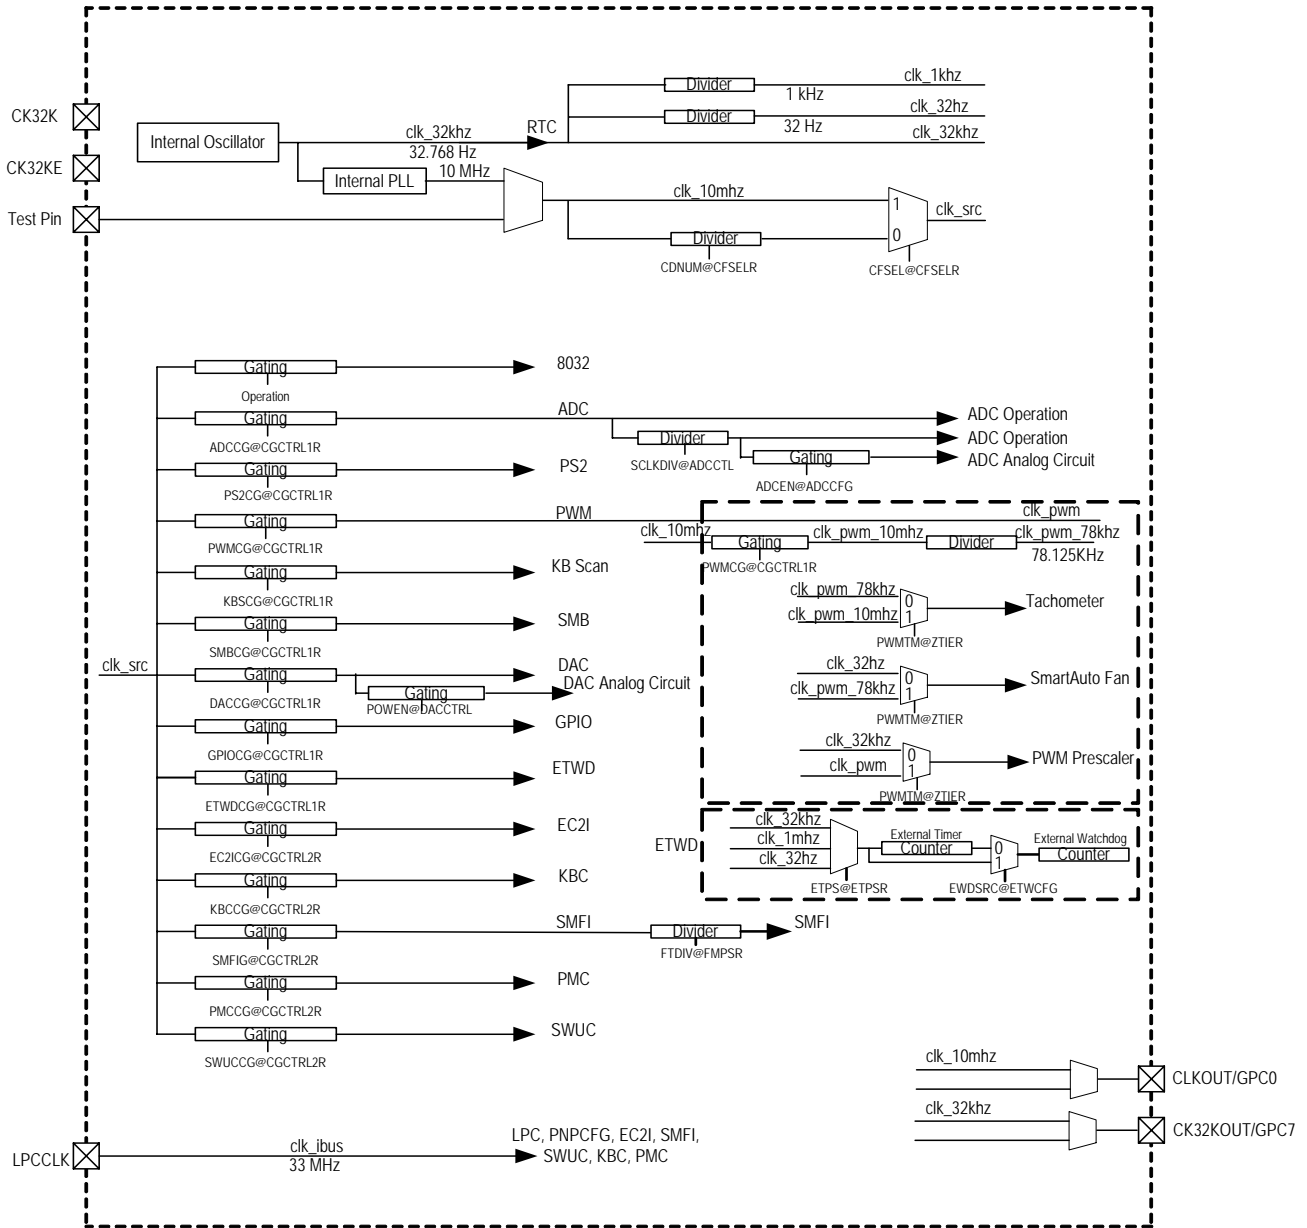 clk_1khz
Divider
1 kHz
CK32K
clk_32hz
Divider
32 Hz
RTC
clk_32khz
clk_32khz
Internal Oscillator
32.768 Hz
CK32KE
10 MHz
Internal PLL
clk_10mhz
Test Pin
1
clk_src
0
Divider
CDNUM@CFSELR
CFSEL@CFSELR
Gating
8032
Operation
Gating
ADC
ADC Operation
ADCCG@CGCTRL1R
Divider
ADC Operation
SCLKDIV@ADCCTL
Gating
ADC Analog Circuit
ADCEN@ADCCFG
Gating
PS2
PS2CG@CGCTRL1R
Gating
PWM
clk_pwm
PWMCG@CGCTRL1R
clk_10mhz
Gating
clk_pwm_10mhz
Divider
clk_pwm_78khz
78.125KHz
PWMCG@CGCTRL1R
Gating
KB Scan
KBSCG@CGCTRL1R
clk_pwm_78khz
0
Tachometer
clk_pwm_10mhz
1
PWMTM@ZTIER
Gating
SMB
SMBCG@CGCTRL1R
clk_src
Gating
DAC
DACCG@CGCTRL1R
Gating
DAC Analog Circuit
POWEN@DACCTRL
clk_32hz
0
SmartAuto Fan
clk_pwm_78khz
1
PWMTM@ZTIER
Gating
GPIO
GPIOCG@CGCTRL1R
clk_32khz
0
PWM Prescaler
clk_pwm
1
PWMTM@ZTIER
Gating
ETWD
ETWDCG@CGCTRL1R
Gating
EC2I
EC2ICG@CGCTRL2R
ETWD
clk_32khz
clk_1mhz
clk_32hz
External Timer
Counter
0
1
External Watchdog
Counter
ETPS@ETPSR
EWDSRC@ETWCFG
Gating
KBC
KBCCG@CGCTRL2R
Gating
SMFI
Divider
SMFI
SMFIG@CGCTRL2R
FTDIV@FMPSR
Gating
PMC
PMCCG@CGCTRL2R
Gating
SWUC
SWUCCG@CGCTRL2R
clk_10mhz
CLKOUT/GPC0
clk_32khz
CK32KOUT/GPC7
LPCCLK
clk_ibus
33 MHz
LPC, PNPCFG, EC2I, SMFI,
SWUC, KBC, PMC